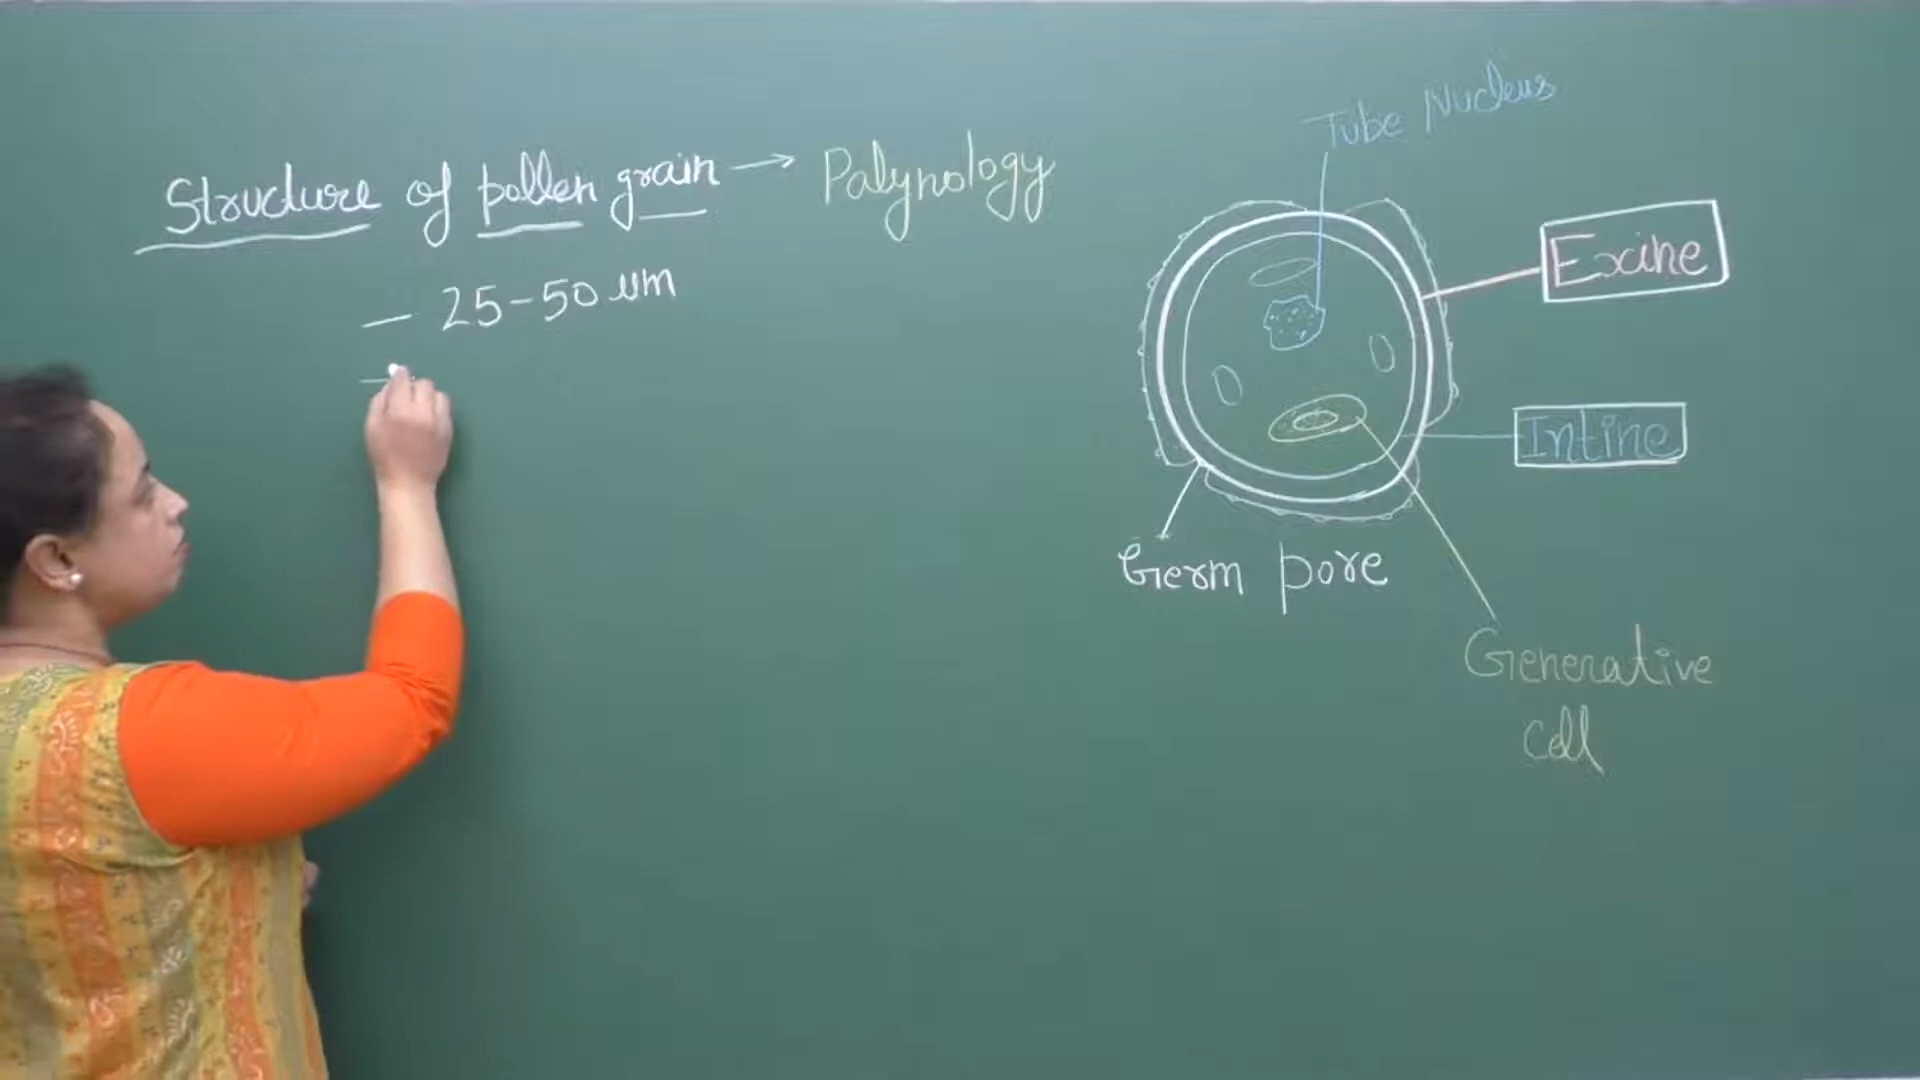 Structure of pollen grain → Palynology
— 25-50 um
Tube Nucleus
Exine
Intine
Germ pore
Generative
cell